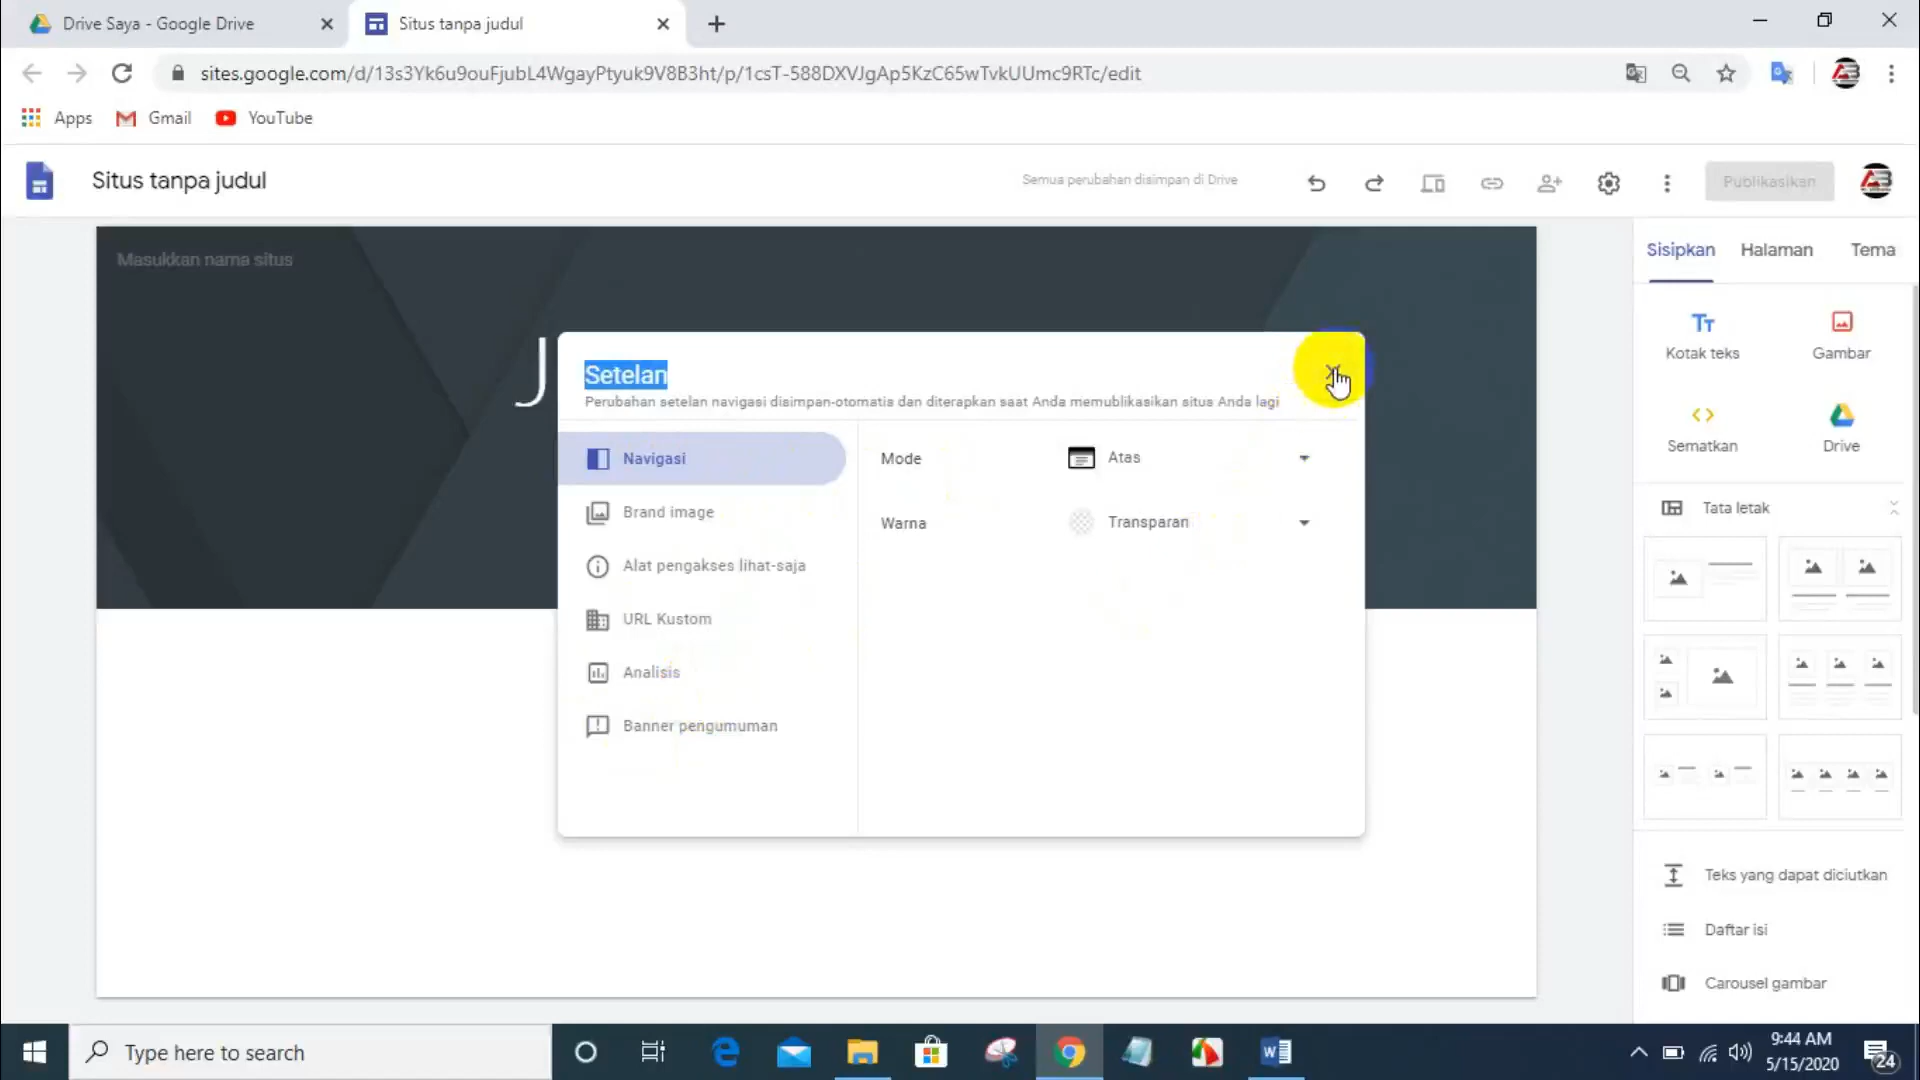 Drive Saya - Google Drive
Situs tanpa judul
sites.google.com/d/13s3Yk6u9ouFjubL4WgayPtyuk9V8B3ht/p/1csT-588DXVJgAp5KzC65wTvkUUmc9RTc/edit
Apps
Gmail
YouTube
Situs tanpa judul
Semua perubahan disimpan di Drive
Publikasikan
Masukkan nama situs
J
Setelan
Perubahan setelan navigasi disimpan-otomatis dan diterapkan saat Anda memublikasikan situs Anda lagi
Navigasi
Brand image
Alat pengakses lihat-saja
URL Kustom
Analisis
Banner pengumuman
Mode
Atas
Warna
Transparan
Sisipkan
Halaman
Tema
Tт
Kotak teks
Gambar
Sematkan
Drive
Tata letak
Teks yang dapat diciutkan
Daftar isi
Carousel gambar
Type here to search
9:44 AM
5/15/2020
24